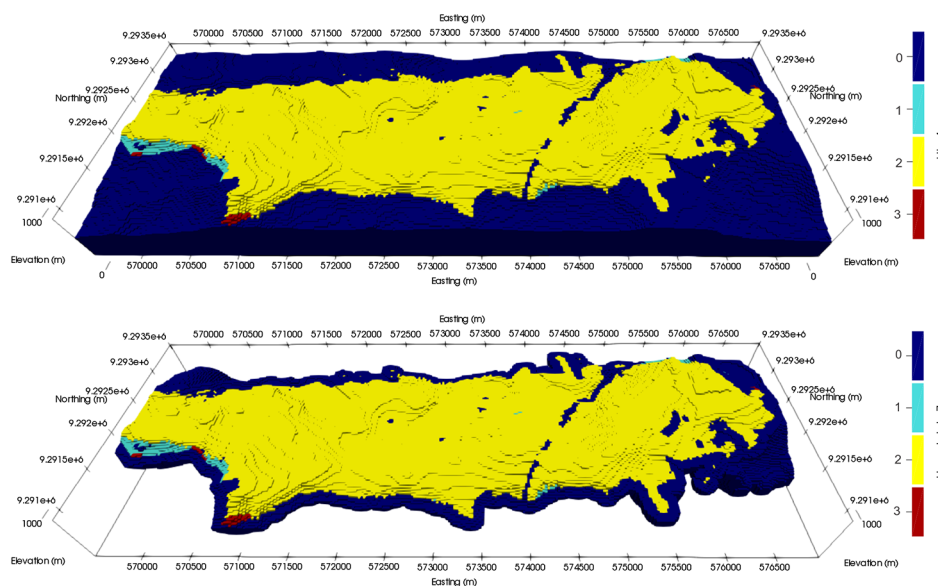 Easting (m)
570000 570500 571000 571500 572000 572500 573000 573500 574000 574500 575000 575500 576000 576500
9.2935e+6 9.2935e+6
9.293e+6 9.293e+6
0
9.2925e+6 9.2925e+6
Northing (m) Northing (m)
1
9.292e+6 9.292e+6
9.2915e+6 9.2915e+6
2
9.291e+6 9.291e+6
1000 1000
3
Elevation (m) Elevation (m)
0 570000 570500 571000 571500 572000 572500 573000 573500 574000 574500 575000 575500 576000 576500 0
Easting (m)
Easting (m)
570000 570500 571000 571500 572000 572500 573000 573500 574000 574500 575000 575500 576000 576500
9.2935e+6 9.2935e+6
9.293e+6 9.293e+6
0
9.2925e+6 9.2925e+6
Northing (m) Northing (m)
1
9.292e+6 9.292e+6
9.2915e+6 9.2915e+6
2
9.291e+6 9.291e+6
1000 1000
3
Elevation (m) Elevation (m)
570000 570500 571000 571500 572000 572500 573000 573500 574000 574500 575000 575500 576000 576500
Easting (m)